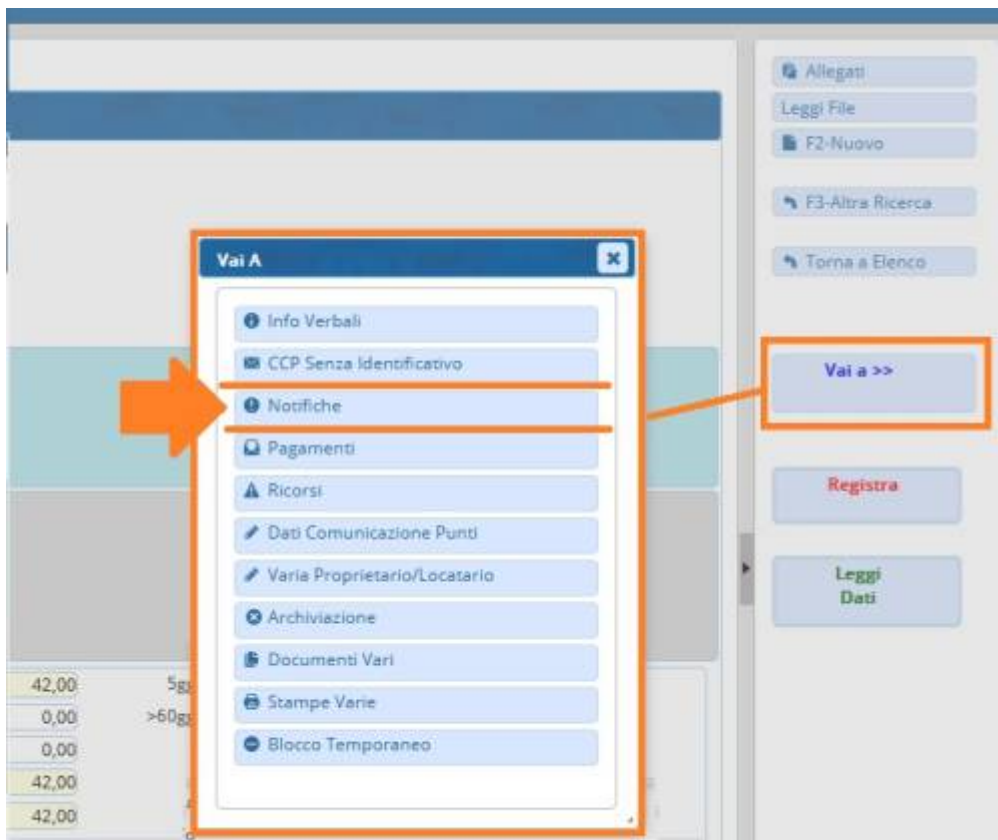 Allegati
Leggi File
F2-Nuovo
F3-Altra Ricerca
Torna a Elenco
Vai A
Info Verbali
CCP Senza Identificativo
Notifiche
Pagamenti
Ricorsi
Dati Comunicazione Punti
Varia Proprietario/Locatario
Archiviazione
Documenti Vari
Stampe Varie
Blocco Temporaneo
Vai a >>
Registra
Leggi
Dati
42,00
0,00 >60gg
0,00
42,00
42,00